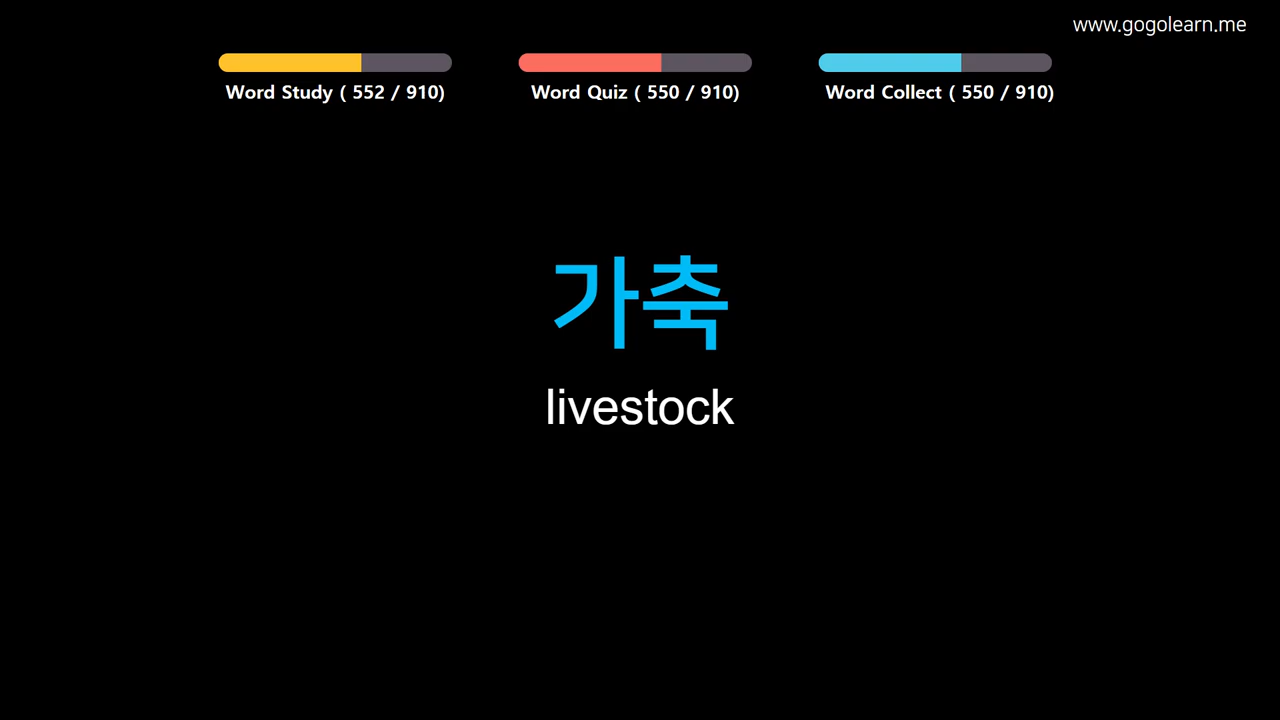 www.gogolearn.me
Word Study ( 552 / 910)
Word Quiz ( 550 / 910)
Word Collect ( 550 / 910)
가축
livestock